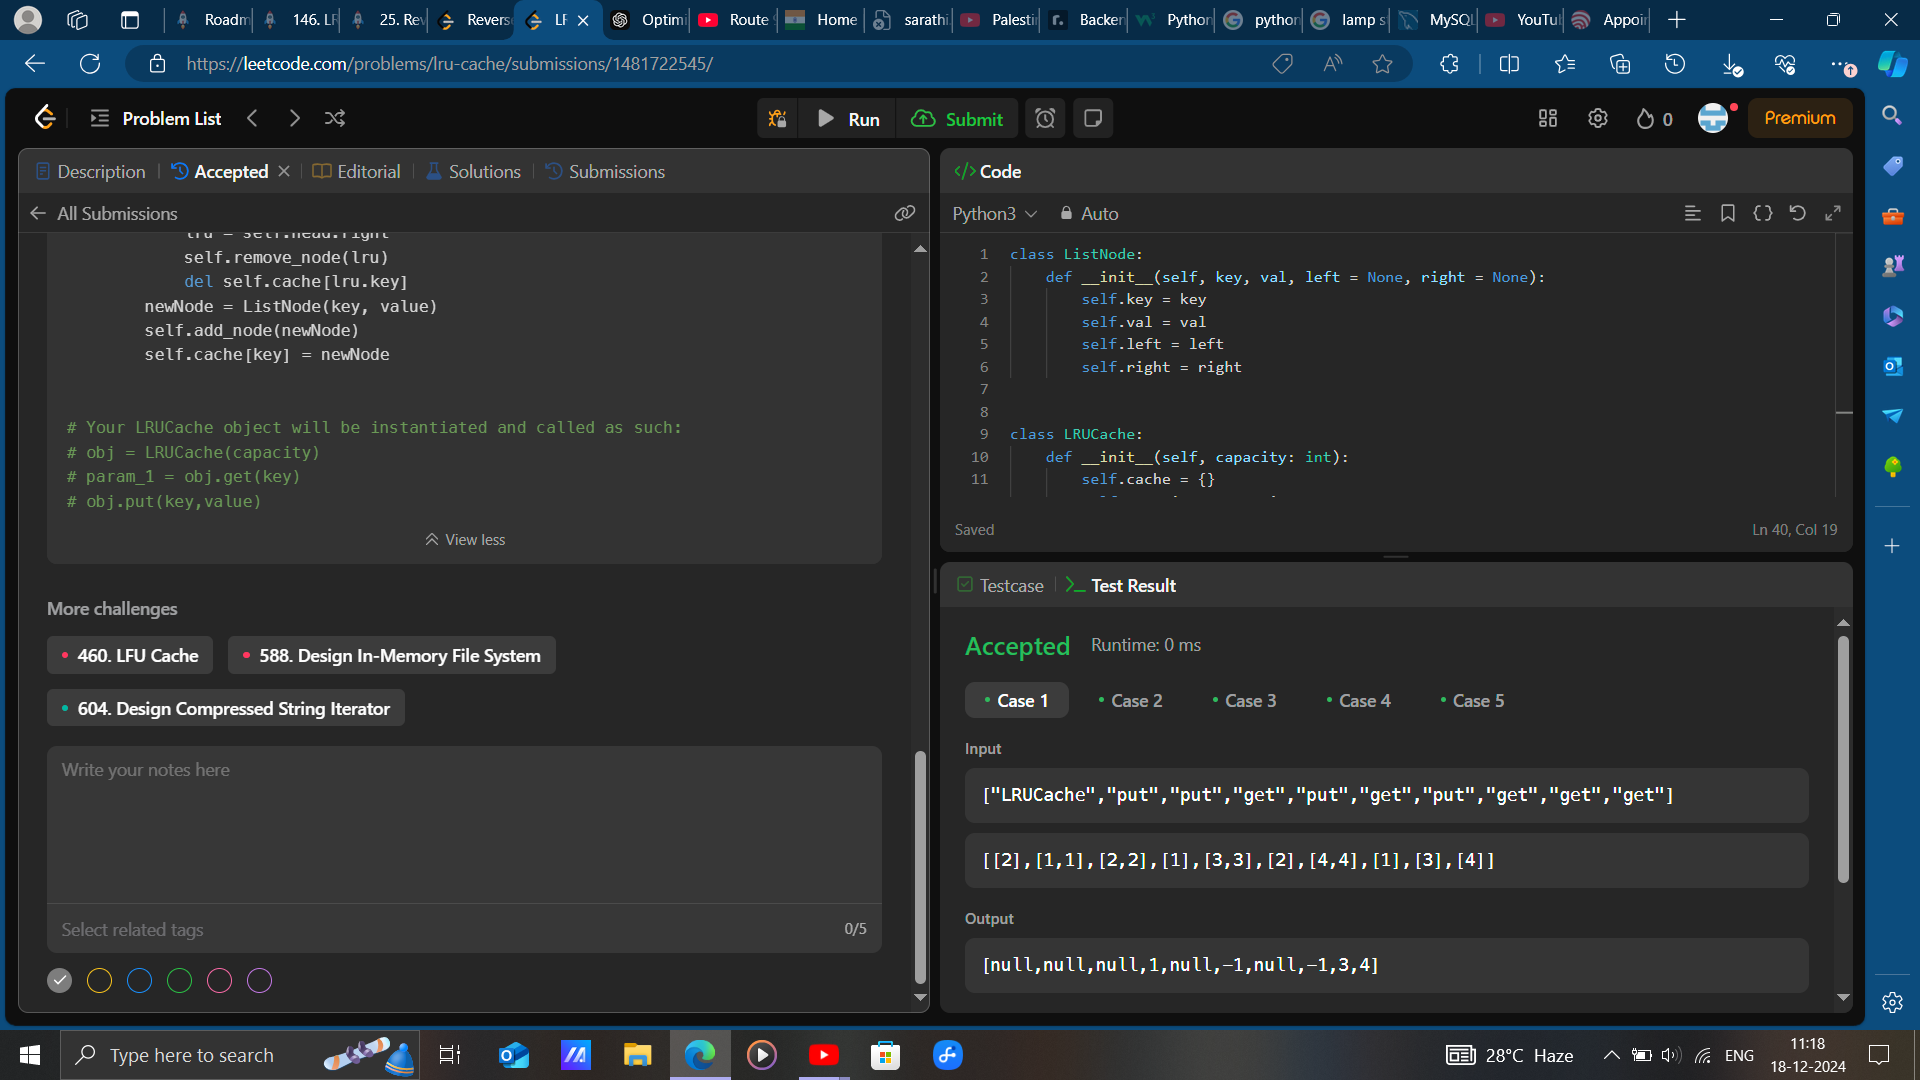 Roadm
146. LR
25. Rev
Reverse
LF
Optimi
Route
Home
sarathi.
Palesti
Backer
Python
python
lamp s
MySQL
YouTu
Appoi
https://leetcode.com/problems/lru-cache/submissions/1481722545/
Problem List
Run
Submit
0
Premium
Description
Accepted
Editorial
Solutions
Submissions
All Submissions
lru = self.head.right
self.remove_node(lru)
del self.cache[lru.key]
newNode = ListNode(key, value)
self.add_node(newNode)
self.cache[key] = newNode
# Your LRUCache object will be instantiated and called as such:
# obj = LRUCache(capacity)
# param_1 = obj.get(key)
# obj.put(key,value)
View less
More challenges
460. LFU Cache
588. Design In-Memory File System
604. Design Compressed String Iterator
Write your notes here
Select related tags
0/5
</> Code
Python3
Auto
1 class ListNode:
2 def __init__(self, key, val, left = None, right = None):
3 self.key = key
4 self.val = val
5 self.left = left
6 self.right = right
7
8
9 class LRUCache:
10 def __init__(self, capacity: int):
11 self.cache = {}
Saved
Ln 40, Col 19
Testcase
Test Result
Accepted
Runtime: 0 ms
Case 1
Case 2
Case 3
Case 4
Case 5
Input
["LRUCache","put","put","get","put","get","put","get","get","get"]
[[2],[1,1],[2,2],[1],[3,3],[2],[4,4],[1],[3],[4]]
Output
[null,null,null,1,null,-1,null,-1,3,4]
Type here to search
28°C Haze
ENG
11:18
18-12-2024